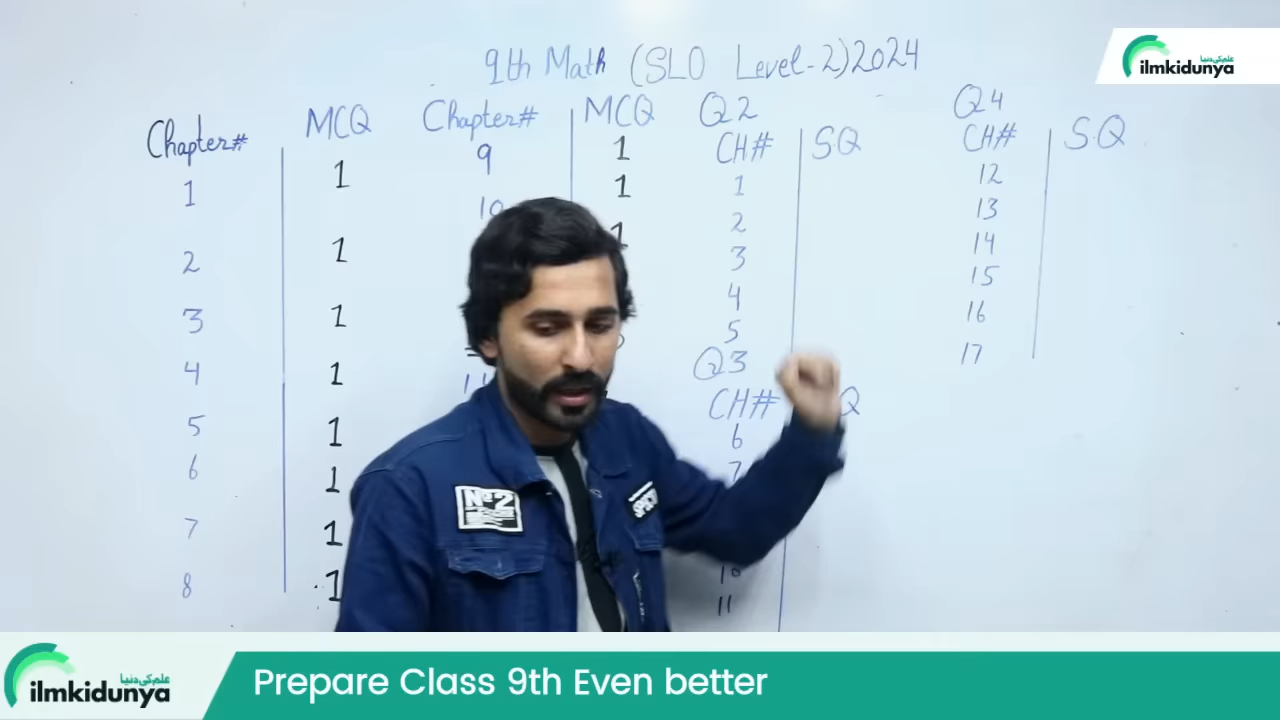 9th Math (SLO Level-2) 2024
علم کی دنیا
ilmkidunya
Chapter# MCQ
1 1
2 1
3 1
4 1
5 1
6 1
7 1
8 1
Chapter# MCQ
9 1
10 1
1
Q2
CH# S.Q
1
2
3
4
5
Q3
CH# Q
6
7
10
11
Q4
CH# S.Q
12
13
14
15
16
17
Nº2
علم کی دنیا
ilmkidunya
Prepare Class 9th Even better